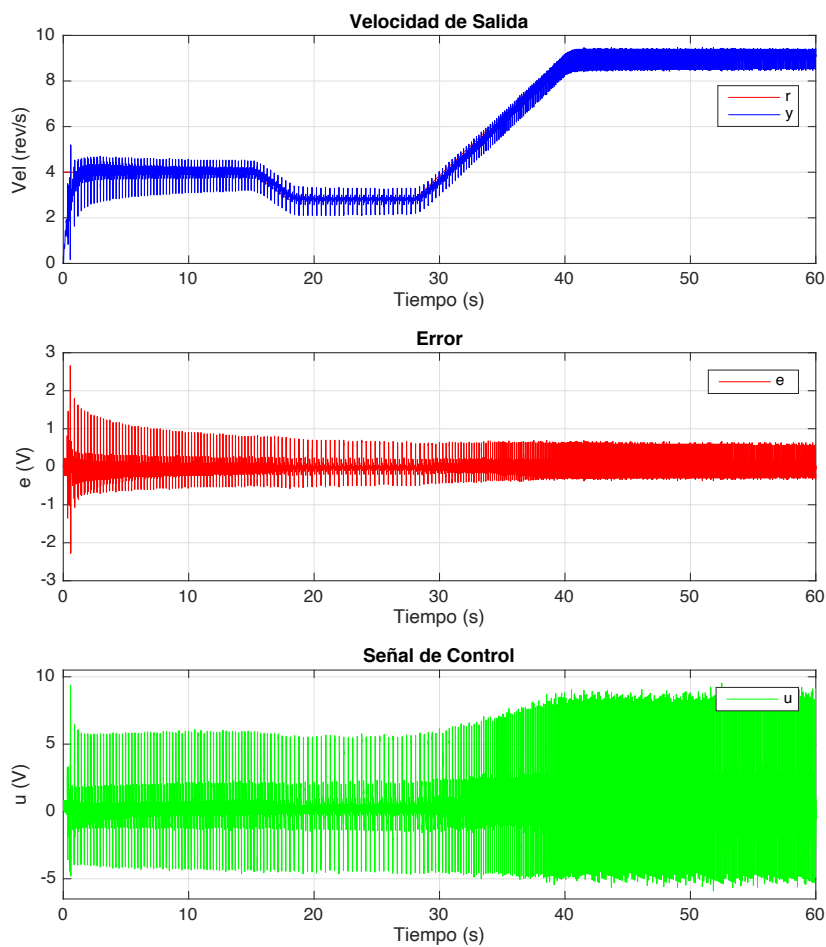 Velocidad de Salida
10
8
6
4
2
0
Vel (rev/s)
r
y
0 10 20 30 40 50 60
Tiempo (s)
Error
3
2
1
0
-1
-2
-3
e (V)
e
0 10 20 30 40 50 60
Tiempo (s)
Señal de Control
10
5
0
-5
u (V)
u
0 10 20 30 40 50 60
Tiempo (s)